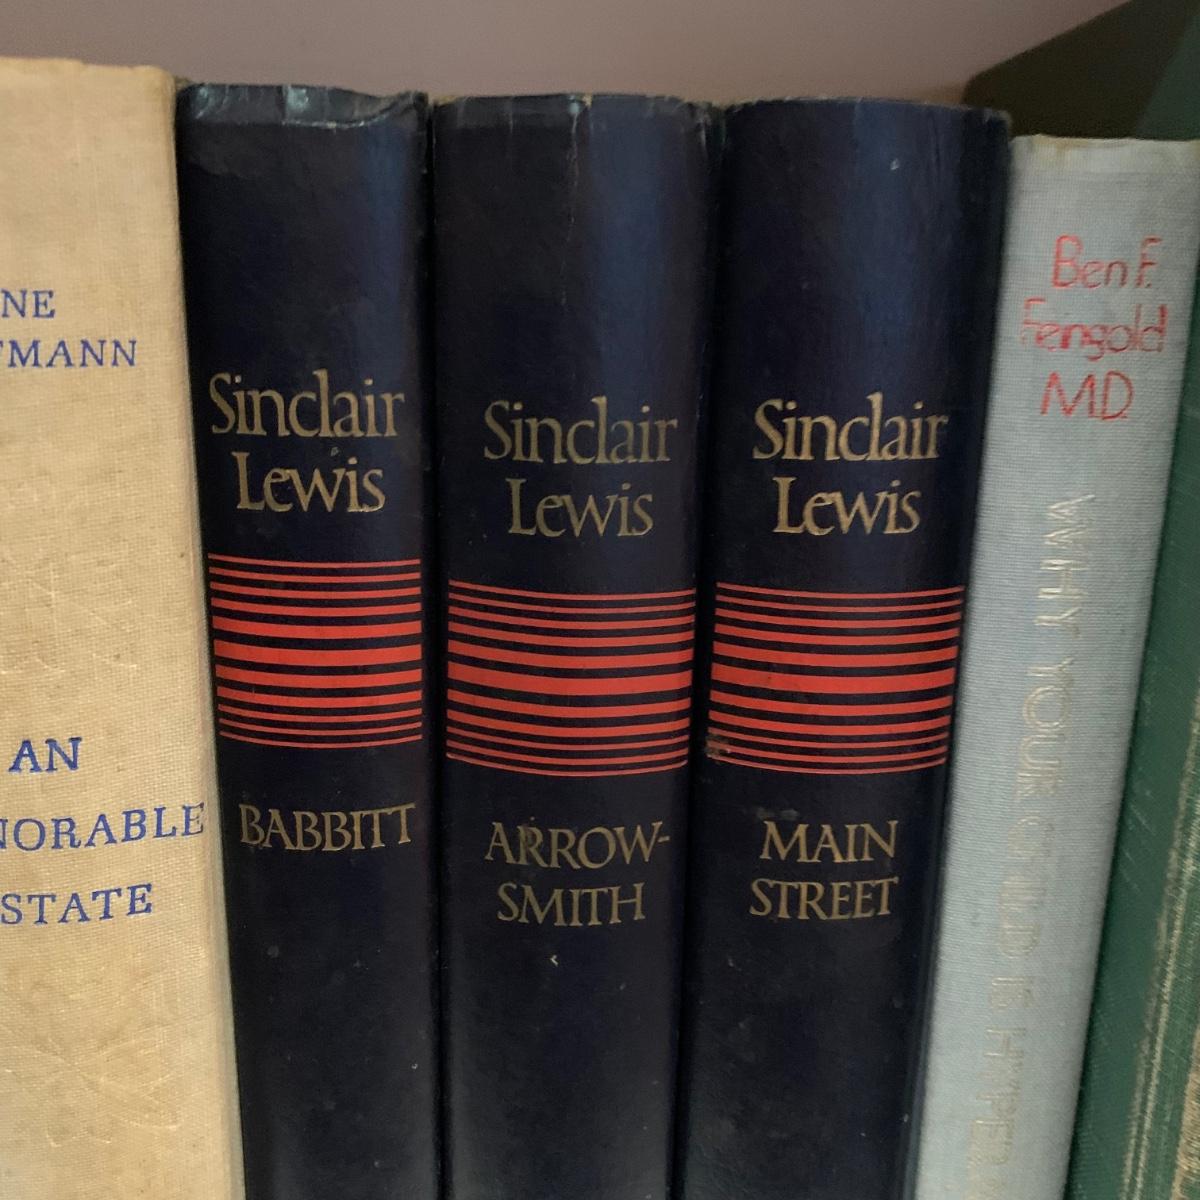 NE
TMANN
AN
NORABLE
STATE
Sinclair
Lewis
BABBITT
Sinclair
Lewis
ARROW-
SMITH
Sinclair
Lewis
MAIN
STREET
Ben F.
Feingold
MD
WHY YOUR CHILD IS HYPER